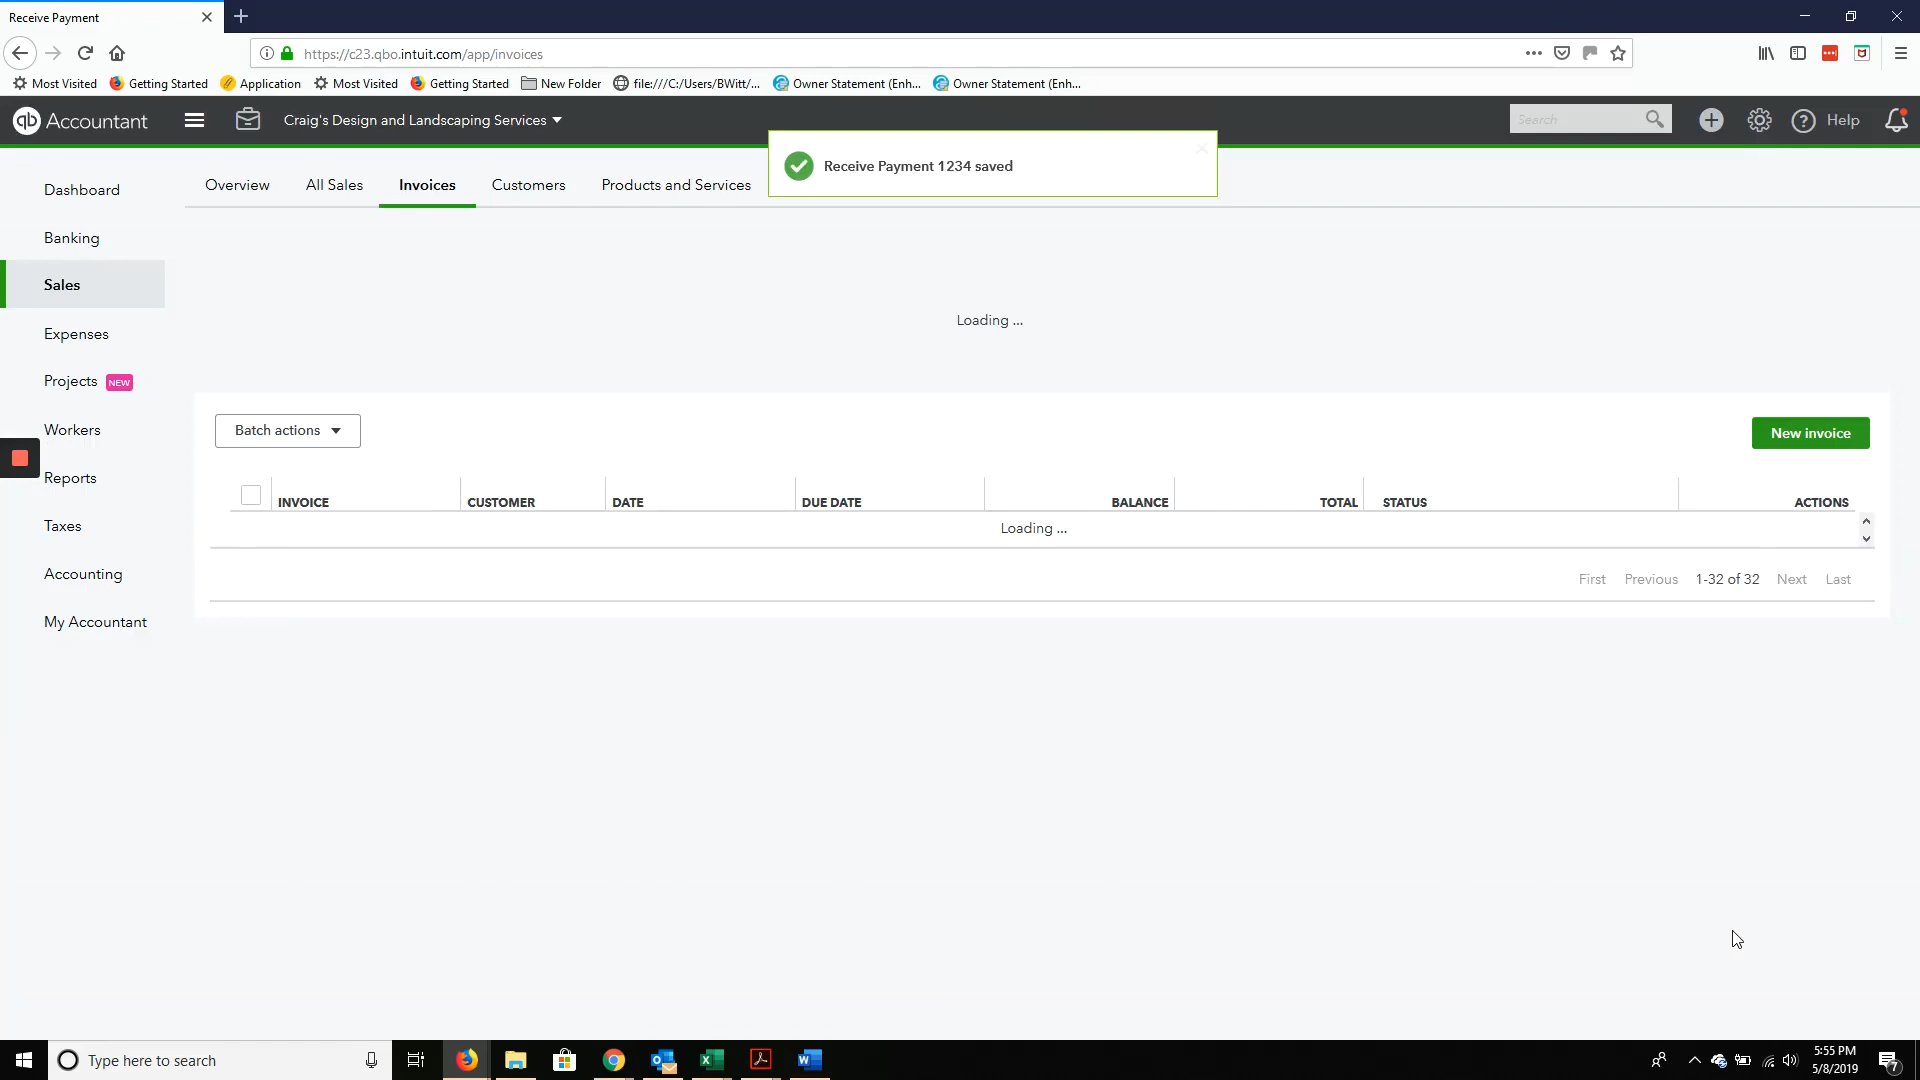 Receive Payment
https://c23.qbo.intuit.com/app/invoices
Most Visited Getting Started Application Most Visited Getting Started New Folder file:///C:/Users/BWitt/... Owner Statement (Enh... Owner Statement (Enh...
qb Accountant Craig's Design and Landscaping Services Search Help
Receive Payment 1234 saved
Overview All Sales Invoices Customers Products and Services
Dashboard
Banking
Sales
Expenses
Projects NEW
Workers
Reports
Taxes
Accounting
My Accountant
Loading ...
Batch actions New invoice
INVOICE CUSTOMER DATE DUE DATE BALANCE TOTAL STATUS ACTIONS
Loading ...
First Previous 1-32 of 32 Next Last
Type here to search
5:55 PM
5/8/2019
7